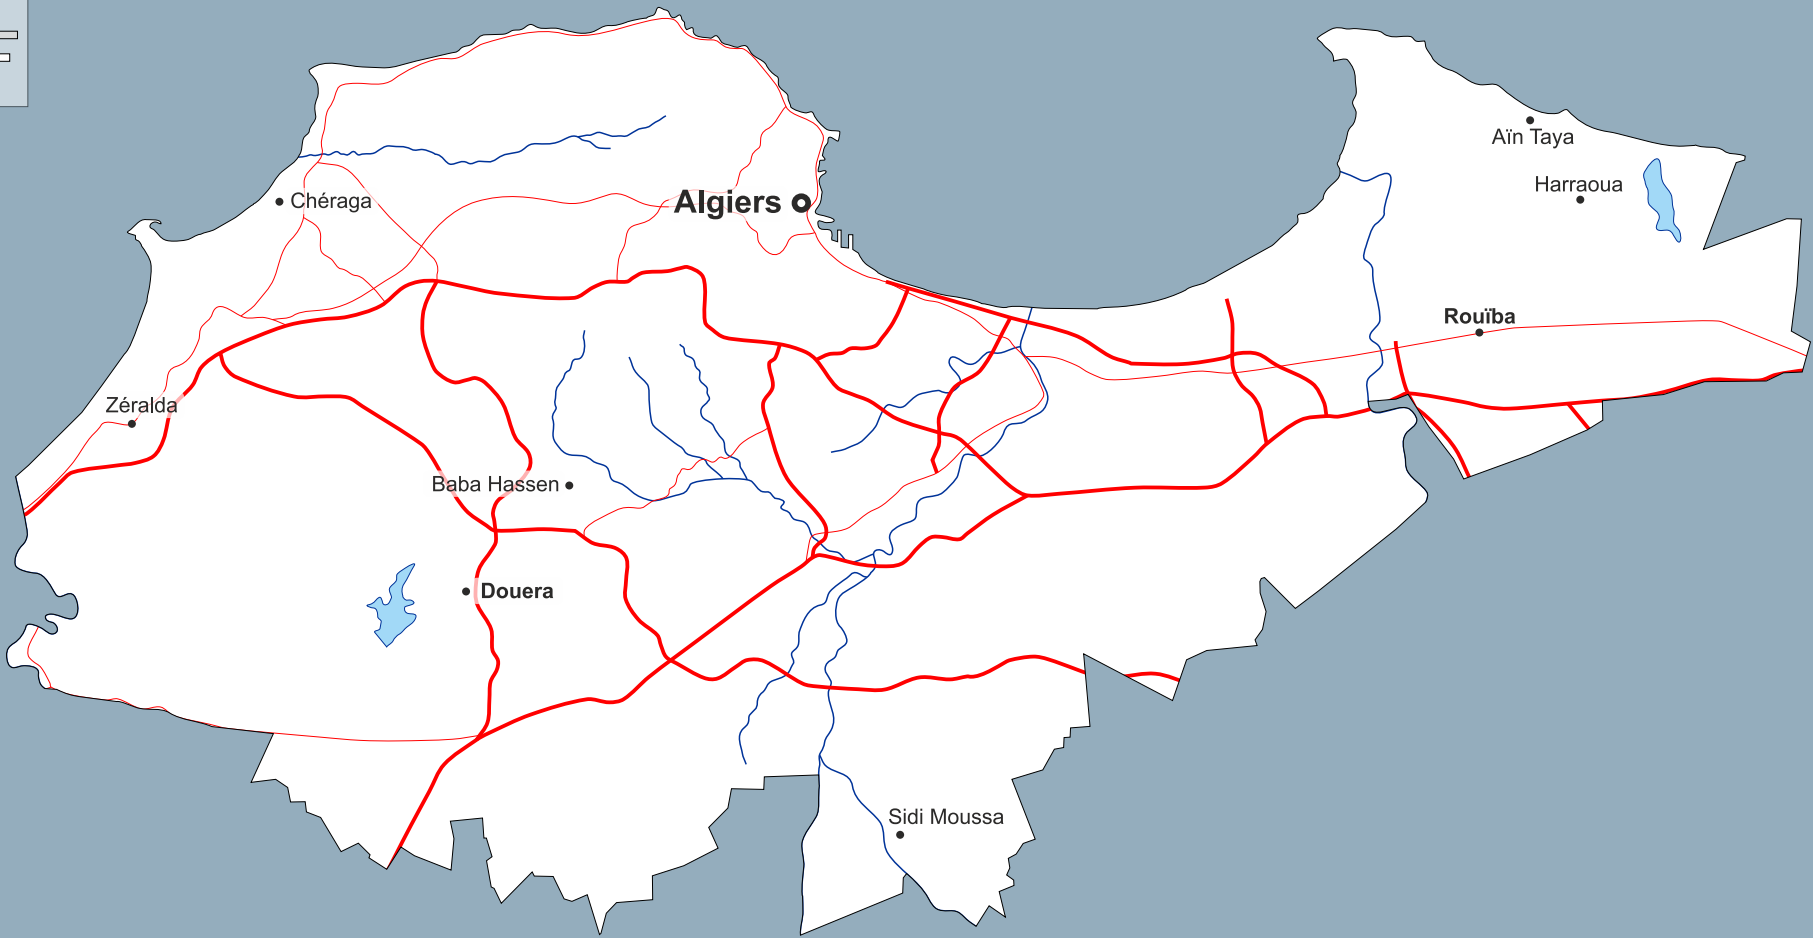 Aïn Taya
Harraoua
Chéraga
Algiers
Rouïba
Zéralda
Baba Hassen
Douera
Sidi Moussa